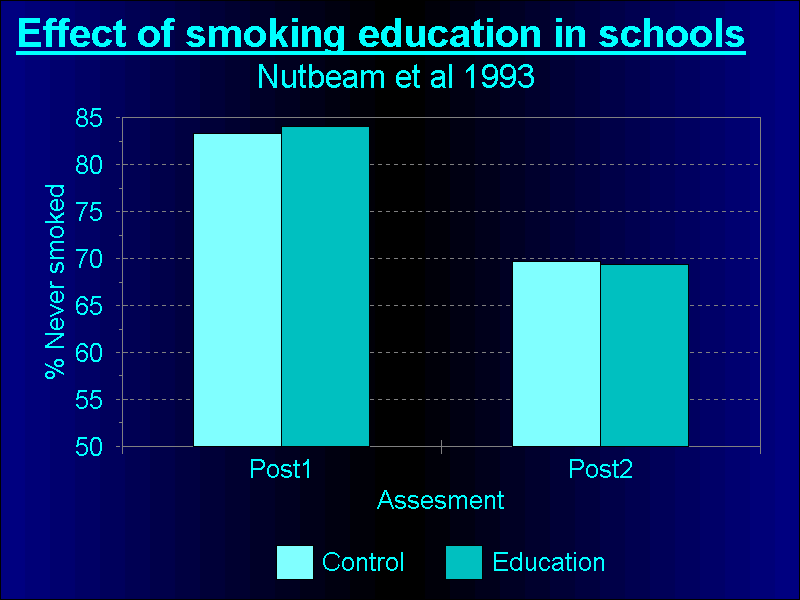 Effect of smoking education in schools
Nutbeam et al 1993
85
80
75
70
65
60
55
50
% Never smoked
Post1
Post2
Assesment
Control
Education